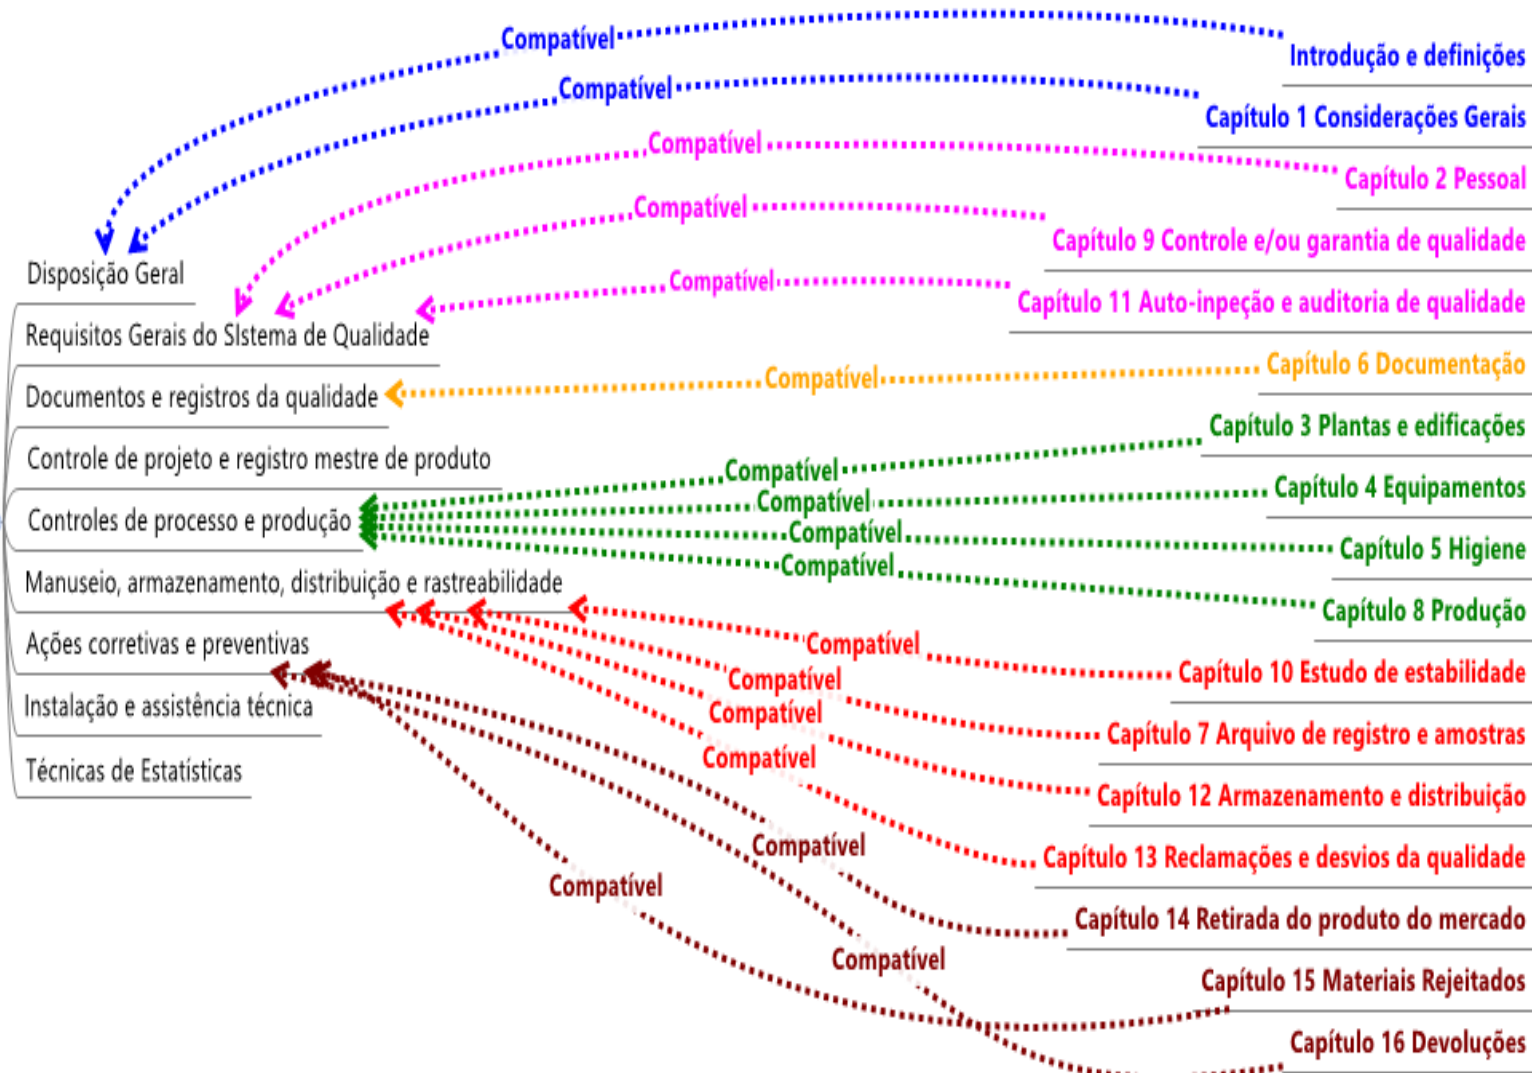 Compatível
Introdução e definições
Compatível
Capítulo 1 Considerações Gerais
Compatível
Capítulo 2 Pessoal
Compatível
Capítulo 9 Controle e/ou garantia de qualidade
Disposição Geral
Compatível
Capítulo 11 Auto-inpeção e auditoria de qualidade
Requisitos Gerais do SIstema de Qualidade
Compatível
Capítulo 6 Documentação
Documentos e registros da qualidade
Capítulo 3 Plantas e edificações
Controle de projeto e registro mestre de produto
Compatível
Capítulo 4 Equipamentos
Compatível
Controles de processo e produção
Compatível
Capítulo 5 Higiene
Compatível
Manuseio, armazenamento, distribuição e rastreabilidade
Capítulo 8 Produção
Ações corretivas e preventivas
Compatível
Capítulo 10 Estudo de estabilidade
Compatível
Instalação e assistência técnica
Compatível
Capítulo 7 Arquivo de registro e amostras
Compatível
Técnicas de Estatísticas
Capítulo 12 Armazenamento e distribuição
Compatível
Capítulo 13 Reclamações e desvios da qualidade
Compatível
Capítulo 14 Retirada do produto do mercado
Compatível
Capítulo 15 Materiais Rejeitados
Capítulo 16 Devoluções